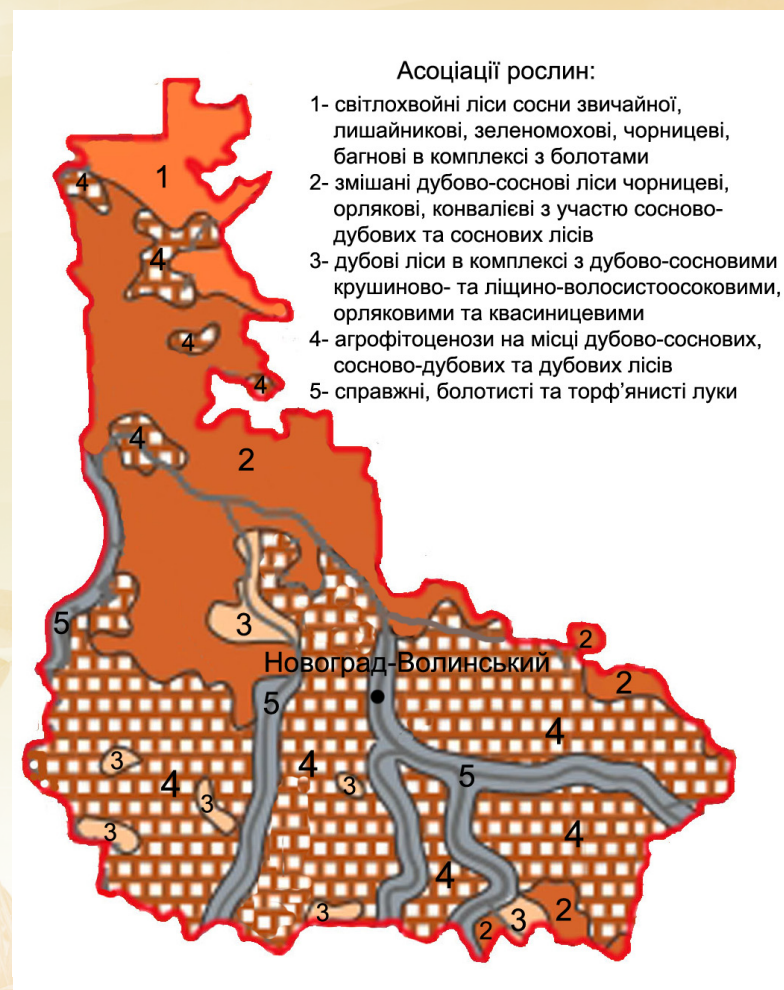 Асоціації рослин:
1- світлохвойні ліси сосни звичайної,
лишайникові, зеленомохові, чорницеві,
багнові в комплексі з болотами
2- змішані дубово-соснові ліси чорницеві,
орлякові, конвалієві з участю сосново-
дубових та соснових лісів
3- дубові ліси в комплексі з дубово-сосновими
крушиново- та ліщино-волосистоосоковими,
орляковими та квасиницевими
4- агрофітоценози на місці дубово-соснових,
сосново-дубових та дубових лісів
5- справжні, болотисті та торф’янисті луки
1
4
4
4
4
4
2
5
3
2
Новоград-Волинський
2
5
4
3
4
4
5
3
3
3
4
4
3
3
2
2